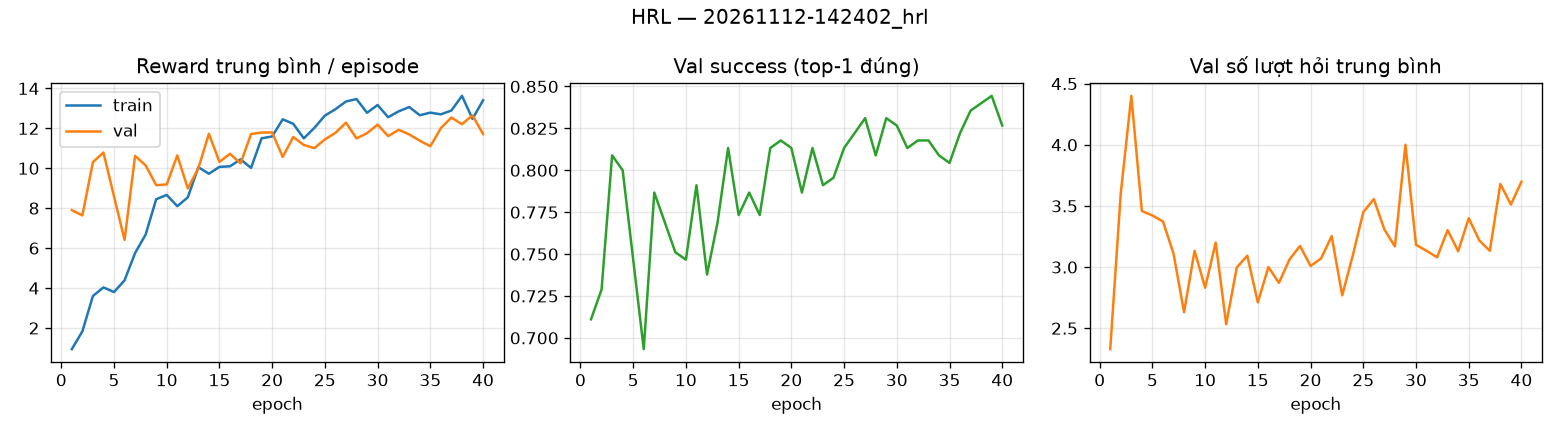 HRL — 20261112-142402_hrl
Reward trung bình / episode
14
12
10
8
6
4
2
train
val
0 5 10 15 20 25 30 35 40
epoch
Val success (top-1 đúng)
0.850
0.825
0.800
0.775
0.750
0.725
0.700
0 5 10 15 20 25 30 35 40
epoch
Val số lượt hỏi trung bình
4.5
4.0
3.5
3.0
2.5
0 5 10 15 20 25 30 35 40
epoch